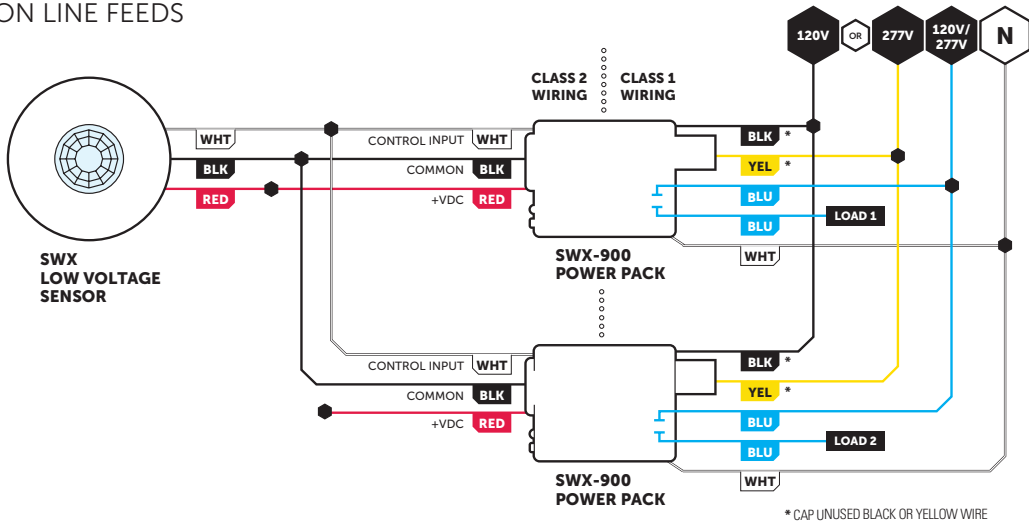 ON LINE FEEDS
120V
OR
277V
120V/
277V
N
CLASS 2
WIRING
CLASS 1
WIRING
WHT
CONTROL INPUT WHT
BLK *
BLK
COMMON BLK
YEL *
RED
+VDC RED
BLU
BLU
LOAD 1
WHT
SWX
LOW VOLTAGE
SENSOR
SWX-900
POWER PACK
CONTROL INPUT WHT
BLK *
COMMON BLK
YEL *
+VDC RED
BLU
BLU
LOAD 2
WHT
SWX-900
POWER PACK
* CAP UNUSED BLACK OR YELLOW WIRE